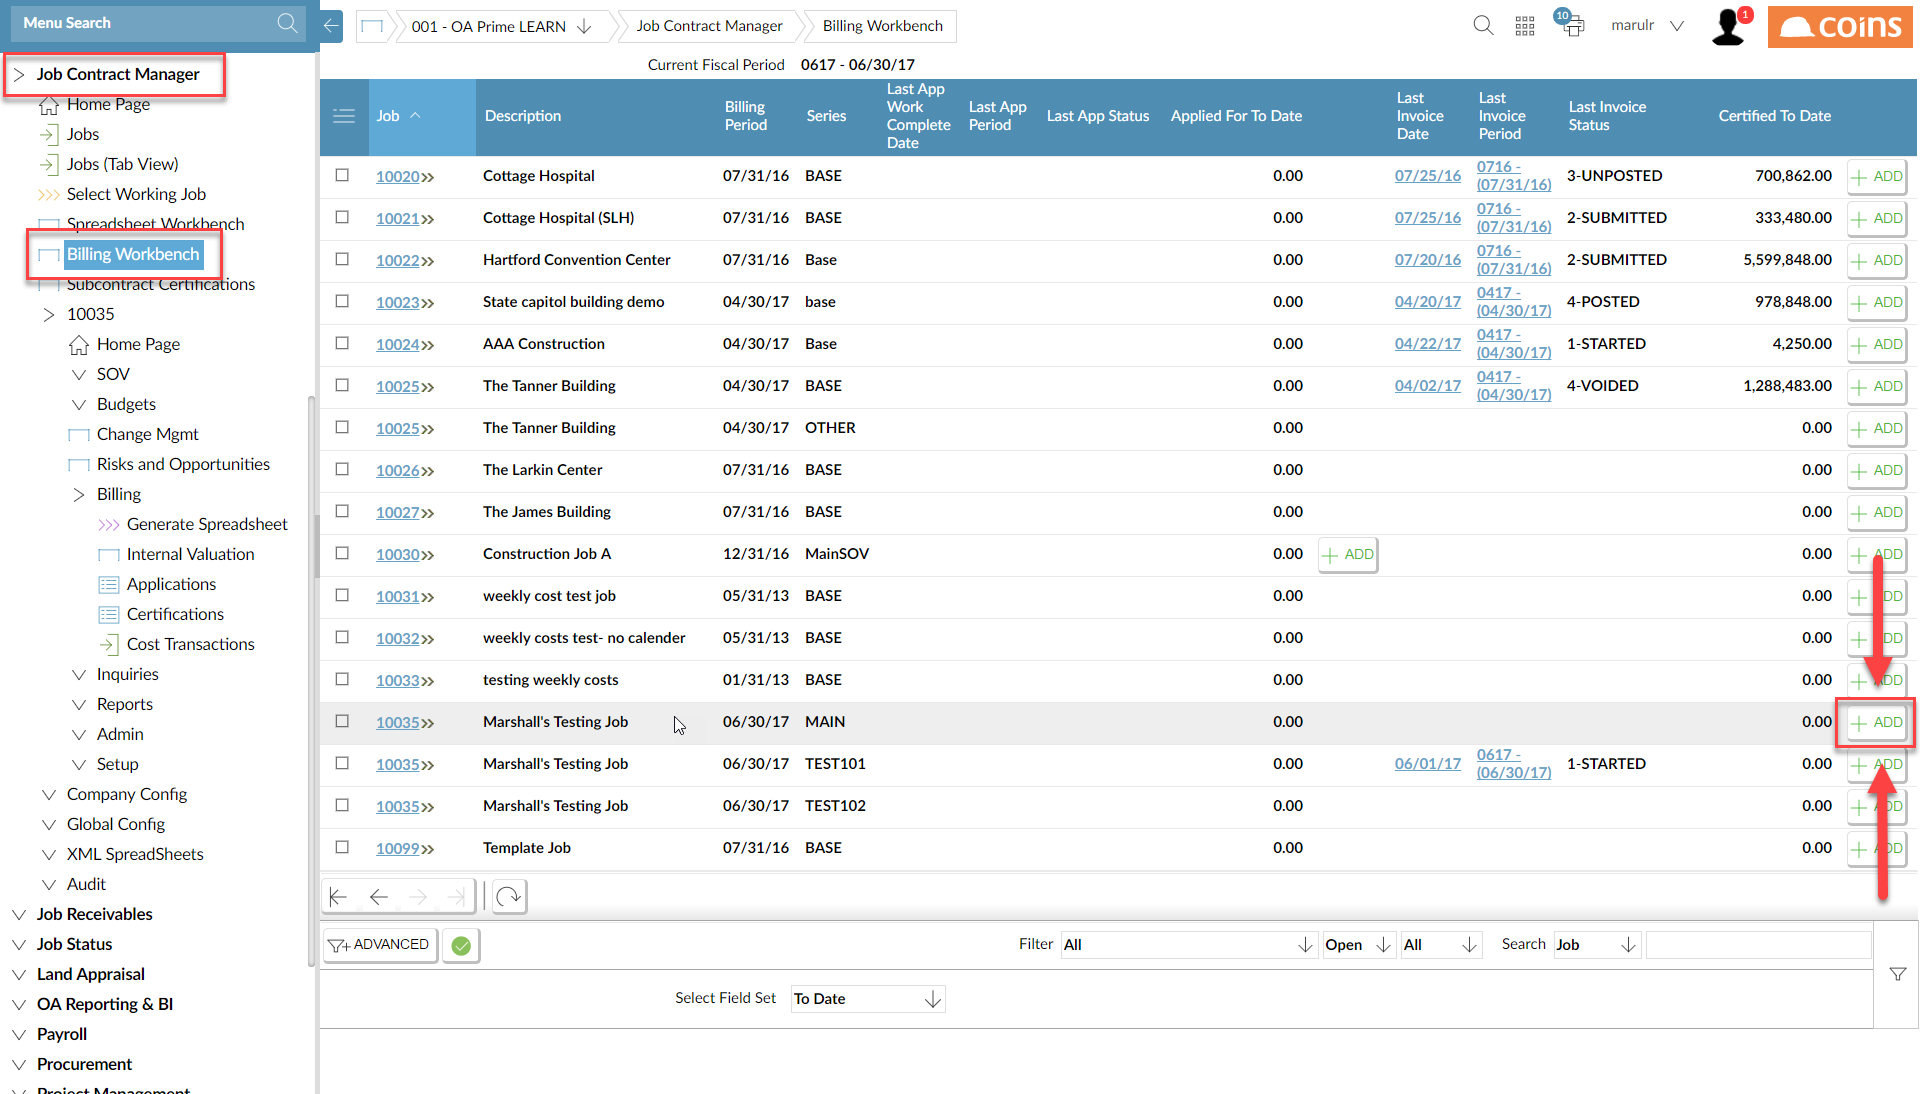 Menu Search
001 - OA Prime LEARN
Job Contract Manager
Billing Workbench
10
marulr
1
coins
Current Fiscal Period 0617 - 06/30/17
Job Contract Manager
Home Page
Jobs
Jobs (Tab View)
Select Working Job
Spreadsheet Workbench
Billing Workbench
Subcontract Certifications
10035
Home Page
SOV
Budgets
Change Mgmt
Risks and Opportunities
Billing
Generate Spreadsheet
Internal Valuation
Applications
Certifications
Cost Transactions
Inquiries
Reports
Admin
Setup
Company Config
Global Config
XML SpreadSheets
Audit
Job Receivables
Job Status
Land Appraisal
OA Reporting & BI
Payroll
Procurement
Project Management
Job Description Billing Period Series Last App Work Complete Date Last App Period Last App Status Applied For To Date Last Invoice Date Last Invoice Period Last Invoice Status Certified To Date
10020 Cottage Hospital 07/31/16 BASE 0.00 07/25/16 0716 - (07/31/16) 3-UNPOSTED 700,862.00 ADD
10021 Cottage Hospital (SLH) 07/31/16 BASE 0.00 07/25/16 0716 - (07/31/16) 2-SUBMITTED 333,480.00 ADD
10022 Hartford Convention Center 07/31/16 Base 0.00 07/20/16 0716 - (07/31/16) 2-SUBMITTED 5,599,848.00 ADD
10023 State capitol building demo 04/30/17 base 0.00 04/20/17 0417 - (04/30/17) 4-POSTED 978,848.00 ADD
10024 AAA Construction 04/30/17 Base 0.00 04/22/17 0417 - (04/30/17) 1-STARTED 4,250.00 ADD
10025 The Tanner Building 04/30/17 BASE 0.00 04/02/17 0417 - (04/30/17) 4-VOIDED 1,288,483.00 ADD
10025 The Tanner Building 04/30/17 OTHER 0.00 0.00 ADD
10026 The Larkin Center 07/31/16 BASE 0.00 0.00 ADD
10027 The James Building 07/31/16 BASE 0.00 0.00 ADD
10030 Construction Job A 12/31/16 MainSOV 0.00 ADD 0.00 ADD
10031 weekly cost test job 05/31/13 BASE 0.00 0.00 ADD
10032 weekly costs test- no calender 05/31/13 BASE 0.00 0.00 ADD
10033 testing weekly costs 01/31/13 BASE 0.00 0.00 ADD
10035 Marshall's Testing Job 06/30/17 MAIN 0.00 0.00 ADD
10035 Marshall's Testing Job 06/30/17 TEST101 0.00 06/01/17 0617 - (06/30/17) 1-STARTED 0.00 ADD
10035 Marshall's Testing Job 06/30/17 TEST102 0.00 0.00 ADD
10099 Template Job 07/31/16 BASE 0.00 0.00 ADD
ADVANCED Filter All Open All Search Job
Select Field Set To Date